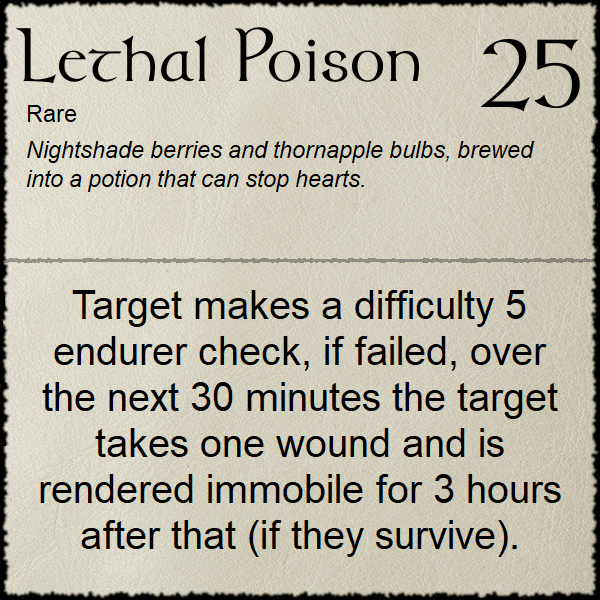 Lethal Poison 25
Rare
Nightshade berries and thornapple bulbs, brewed
into a potion that can stop hearts.
Target makes a difficulty 5
endurer check, if failed, over
the next 30 minutes the target
takes one wound and is
rendered immobile for 3 hours
after that (if they survive).